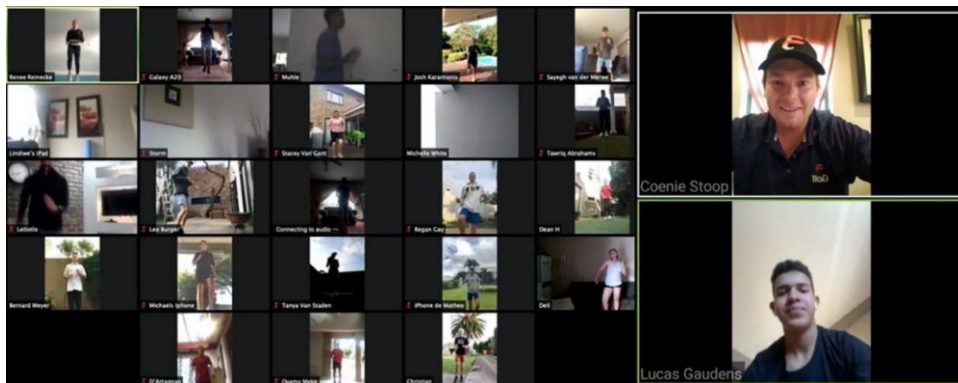 Renee Reinecke
Galaxy A20
Muhle
Josh Karantonis
Sayegh van der Merwe
Lindiwe's iPad
Storm
Stacey Van Gent
Michelle White
Tawriq Abrahams
Coenie Stoop
Letlotlo
Leo Burger
Connecting to audio
Regan Gay
Dean H
Bernard Meyer
Michaels Iphone
Tanya Van Staden
iPhone de Matheo
Dell
D'Artagnan
Christian
Lucas Gaudens